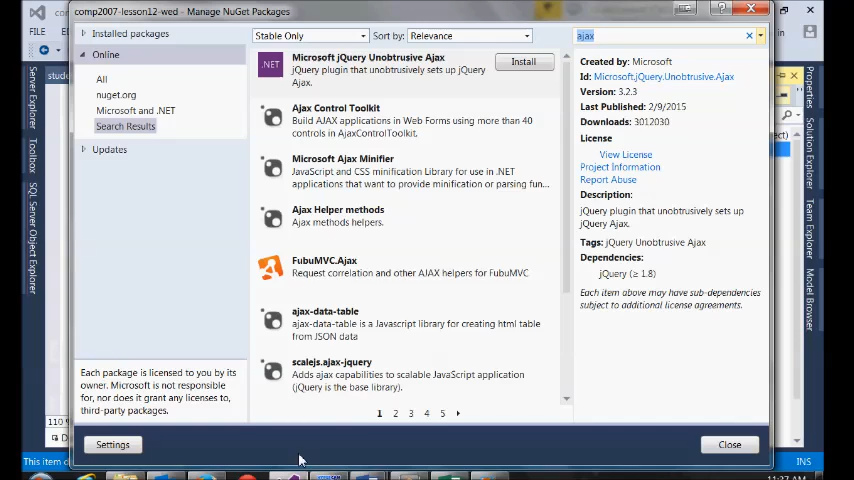 comp2007-lesson12-wed - Manage NuGet Packages
?
FILE
Installed packages
Stable Only
Sort by: Relevance
ajax
Online
All
nuget.org
Microsoft and .NET
Search Results
Updates
.NET
Microsoft jQuery Unobtrusive Ajax
Install
jQuery plugin that unobtrusively sets up jQuery
Ajax.
Ajax Control Toolkit
Build AJAX applications in Web Forms using more than 40
controls in AjaxControlToolkit.
Microsoft Ajax Minifier
JavaScript and CSS minification Library for use in .NET
applications that want to provide minification or parsing fun...
Ajax Helper methods
Ajax methods helpers.
FubuMVC.Ajax
Request correlation and other AJAX helpers for FubuMVC
ajax-data-table
ajax-data-table is a Javascript library for creating html table
from JSON data
scalejs.ajax-jquery
Adds ajax capabilities to scalable JavaScript application
(jQuery is the base library).
1 2 3 4 5
Created by: Microsoft
Id: Microsoft.jQuery.Unobtrusive.Ajax
Version: 3.2.3
Last Published: 2/9/2015
Downloads: 3012030
License
View License
Project Information
Report Abuse
Description:
jQuery plugin that unobtrusively sets up
jQuery Ajax.
Tags: jQuery Unobtrusive Ajax
Dependencies:
jQuery (≥ 1.8)
Each item above may have sub-dependencies
subject to additional license agreements.
Each package is licensed to you by its
owner. Microsoft is not responsible
for, nor does it grant any licenses to,
third-party packages.
Settings
Close
Server Explorer
Toolbox
SQL Server Object Explorer
Properties
Solution Explorer
Team Explorer
Model Browser
stude
in
ect)
110
This item
INS
11:37 AM